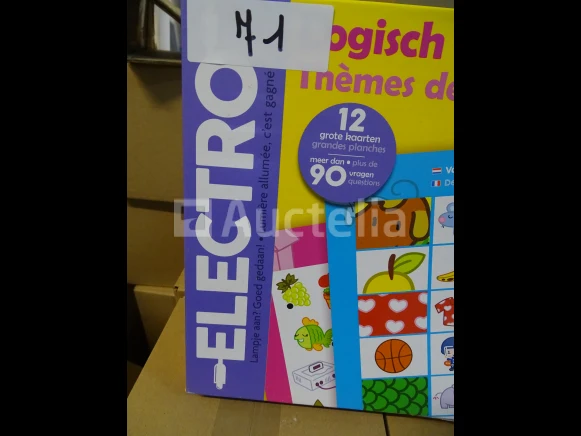 71
ogisch
Thèmes de
ELECTRO
Lampje aan? Goed gedaan! • Lumière allumée, c'est gagné
12
grote kaarten
grandes planches
meer dan • plus de
90 vragen
questions
Auctelia